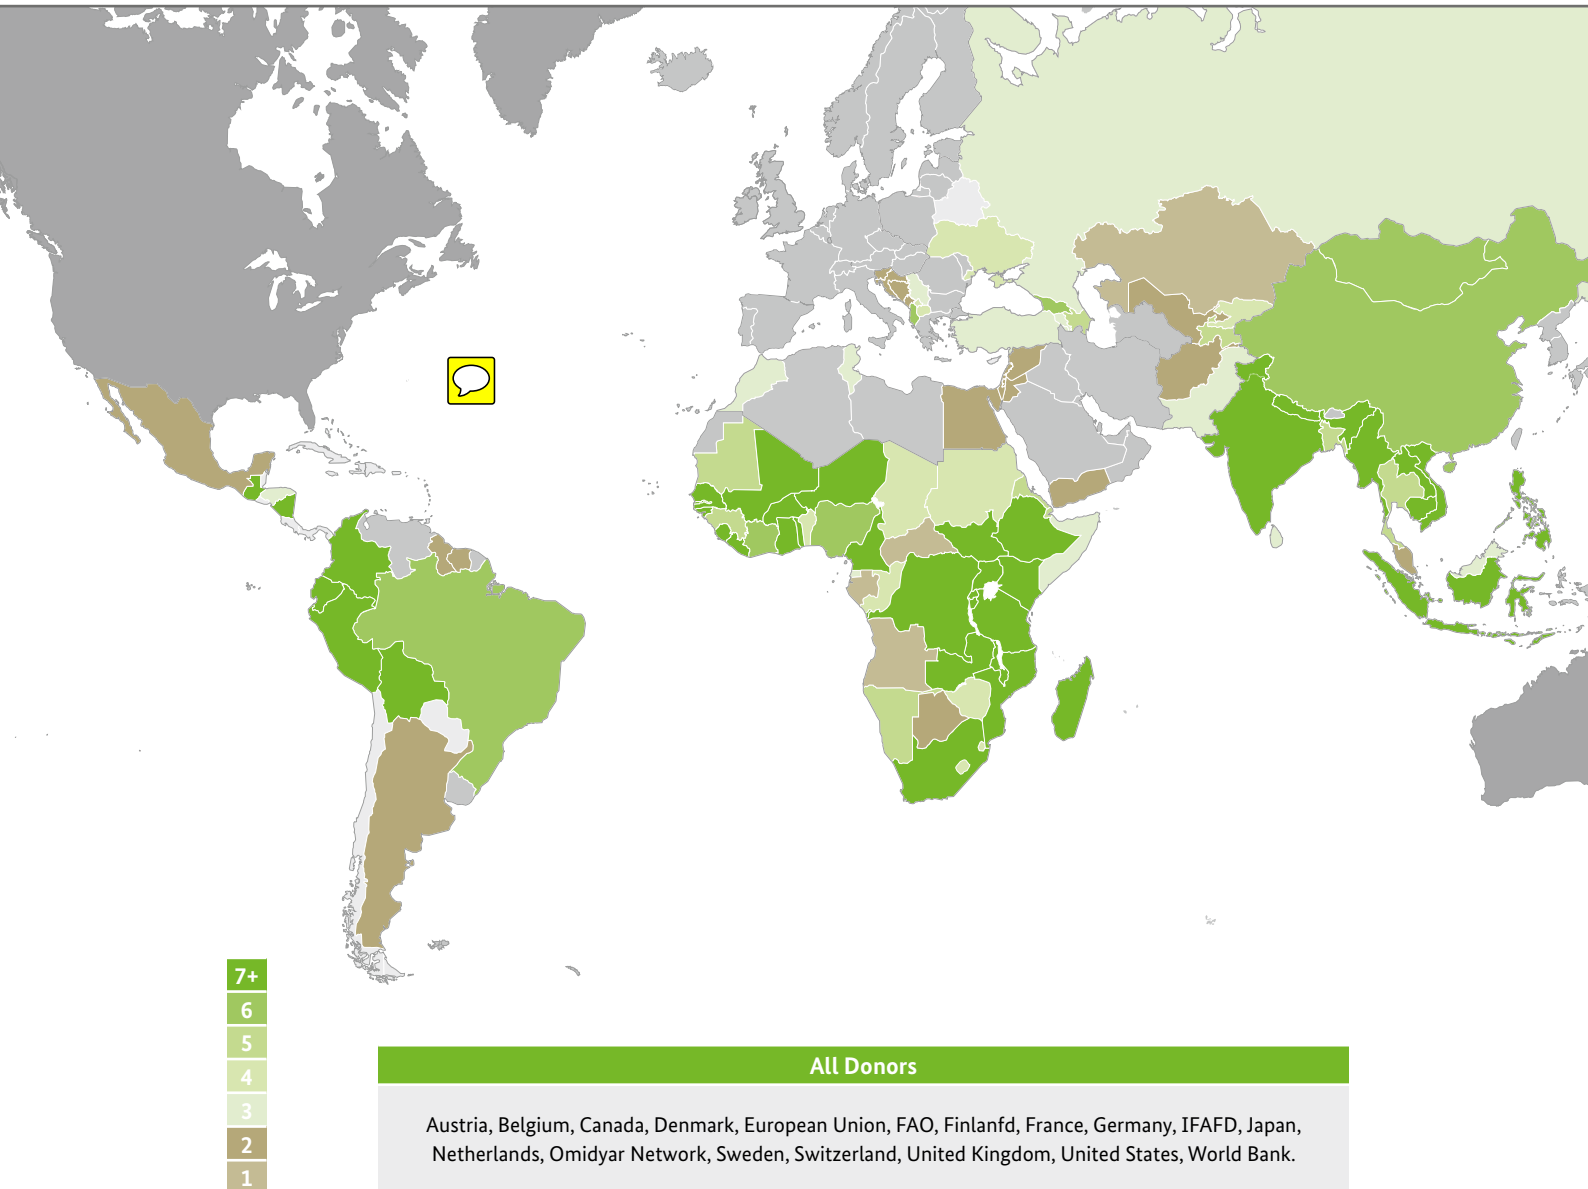 7+
6
5
4
3
2
1
All Donors
Austria, Belgium, Canada, Denmark, European Union, FAO, Finlanfd, France, Germany, IFAFD, Japan,
Netherlands, Omidyar Network, Sweden, Switzerland, United Kingdom, United States, World Bank.